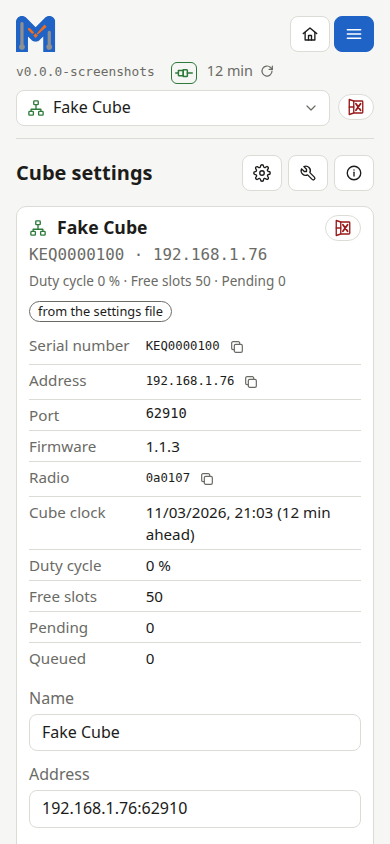 v0.0.0-screenshots 12 min
Fake Cube
Cube settings
Fake Cube
KEQ0000100 · 192.168.1.76
Duty cycle 0 % · Free slots 50 · Pending 0
from the settings file
Serial number KEQ0000100
Address 192.168.1.76
Port 62910
Firmware 1.1.3
Radio 0a0107
Cube clock 11/03/2026, 21:03 (12 min
ahead)
Duty cycle 0 %
Free slots 50
Pending 0
Queued 0
Name
Fake Cube
Address
192.168.1.76:62910